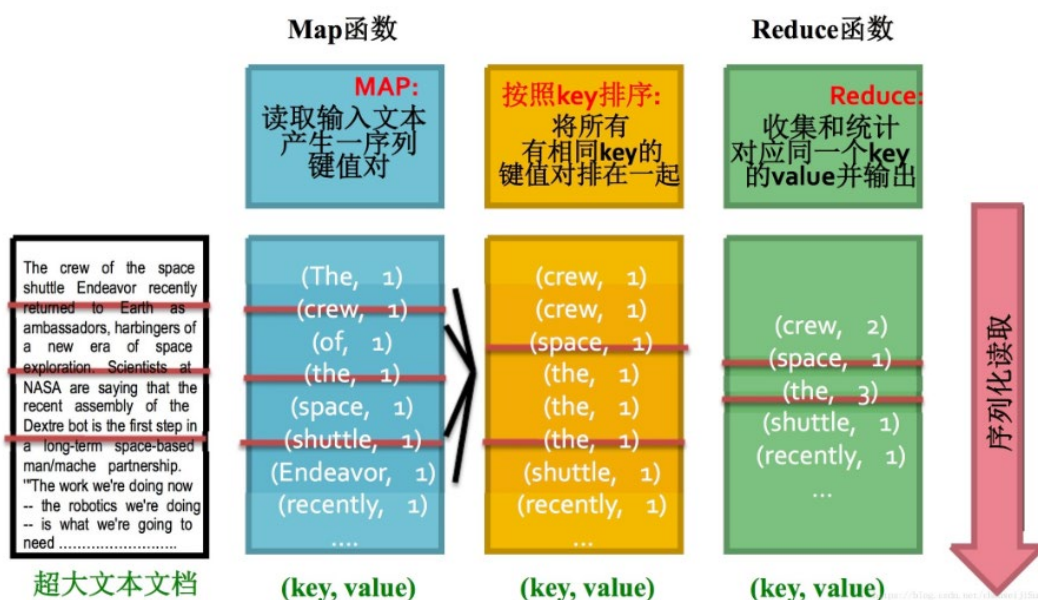 Map函数
Reduce函数
MAP:
读取输入文本
产生一序列
键值对
按照key排序:
将所有
有相同key的
键值对排在一起
Reduce:
收集和统计
对应同一个key
的value并输出
The crew of the space
shuttle Endeavor recently
returned to Earth as
ambassadors, harbingers of
a new era of space
exploration. Scientists at
NASA are saying that the
recent assembly of the
Dextre bot is the first step in
a long-term space-based
man/mache partnership.
'"The work we're doing now
-- the robotics we're doing
-- is what we're going to
need ..........................
超大文本文档
(The, 1)
(crew, 1)
(of, 1)
(the, 1)
(space, 1)
(shuttle, 1)
(Endeavor, 1)
(recently, 1)
....
(key, value)
(crew, 1)
(crew, 1)
(space, 1)
(the, 1)
(the, 1)
(the, 1)
(shuttle, 1)
(recently, 1)
...
(key, value)
(crew, 2)
(space, 1)
(the, 3)
(shuttle, 1)
(recently, 1)
...
(key, value)
序列化读取